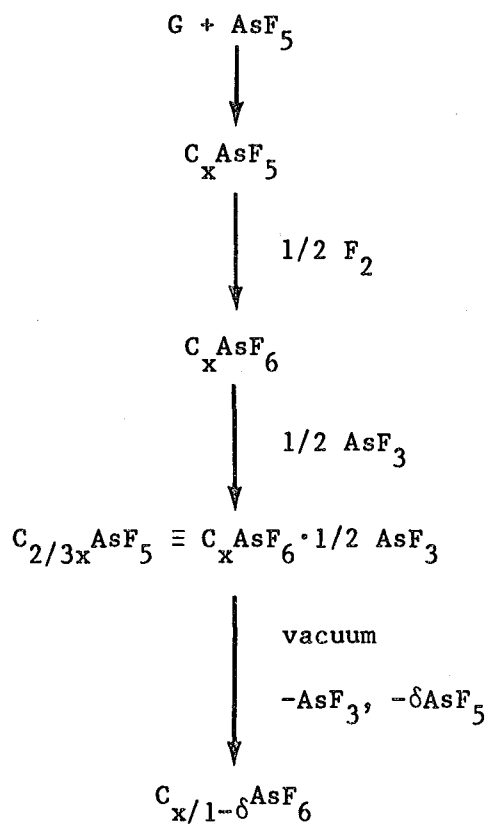 G + AsF₅
CₓAsF₅
1/2 F₂
CₓAsF₆
1/2 AsF₃
C₂/₃ₓAsF₅ ≡ CₓAsF₆·1/2 AsF₃
vacuum
-AsF₃, -δAsF₅
Cₓ/₁₋δAsF₆